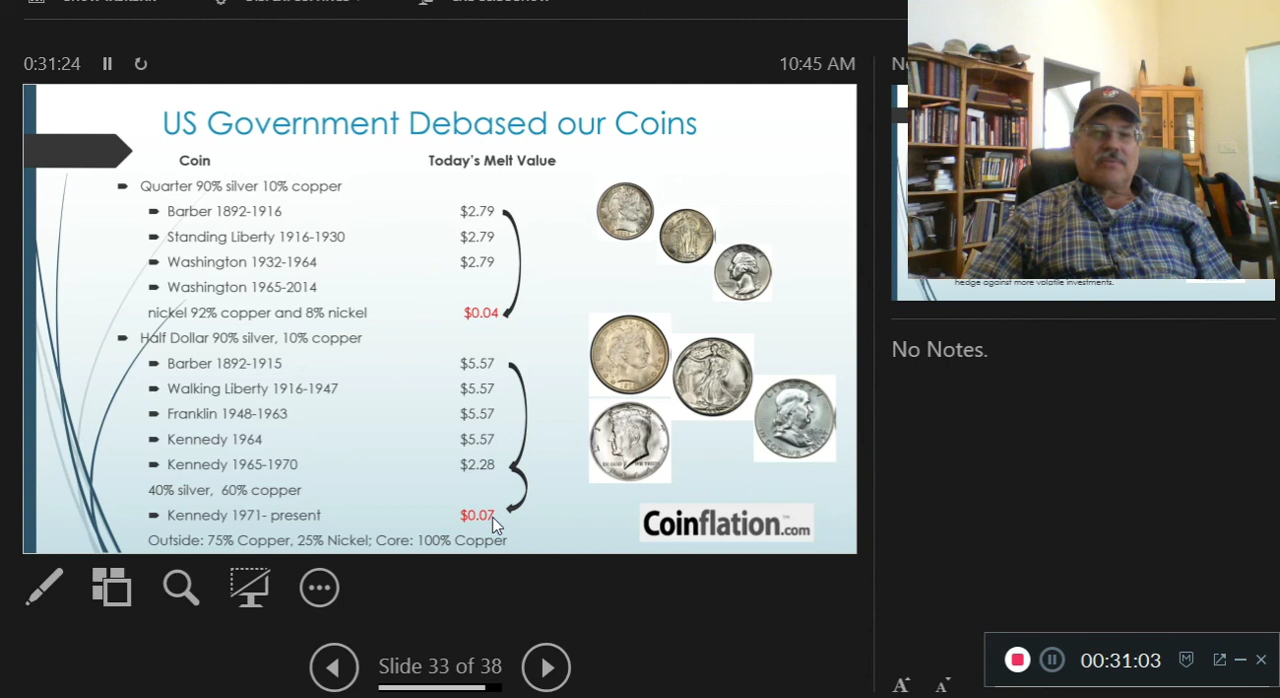 0:31:24
10:45 AM
US Government Debased our Coins
Coin Today's Melt Value
Quarter 90% silver 10% copper
Barber 1892-1916 $2.79
Standing Liberty 1916-1930 $2.79
Washington 1932-1964 $2.79
Washington 1965-2014
nickel 92% copper and 8% nickel $0.04
Half Dollar 90% silver, 10% copper
Barber 1892-1915 $5.57
Walking Liberty 1916-1947 $5.57
Franklin 1948-1963 $5.57
Kennedy 1964 $5.57
Kennedy 1965-1970 $2.28
40% silver, 60% copper
Kennedy 1971- present $0.07
Outside: 75% Copper, 25% Nickel; Core: 100% Copper
Coinflation.com
hedge against more volatile investments.
No Notes.
Slide 33 of 38
00:31:03
A A